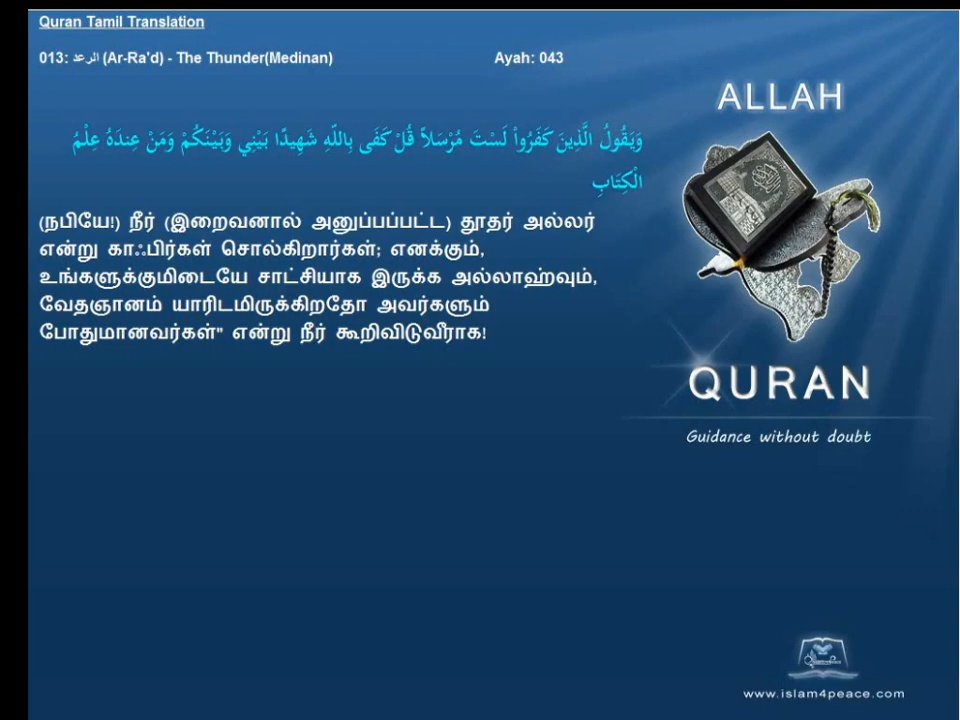 Quran Tamil Translation
013: الرعد (Ar-Ra'd) - The Thunder(Medinan) Ayah: 043
وَيَقُولُ الَّذِينَ كَفَرُواْ لَسْتَ مُرْسَلاً قُلْ كَفَى بِاللّهِ شَهِيدًا بَيْنِي وَبَيْنَكُمْ وَمَنْ عِندَهُ عِلْمُ
الْكِتَابِ
(நபியே!) நீர் (இறைவனால் அனுப்பப்பட்ட) தூதர் அல்லர்
என்று காஃபிர்கள் சொல்கிறார்கள்; எனக்கும்,
உங்களுக்குமிடையே சாட்சியாக இருக்க அல்லாஹ்வும்,
வேதஞானம் யாரிடமிருக்கிறதோ அவர்களும்
போதுமானவர்கள்" என்று நீர் கூறிவிடுவீராக!
ALLAH
QURAN
Guidance without doubt
www.islam4peace.com